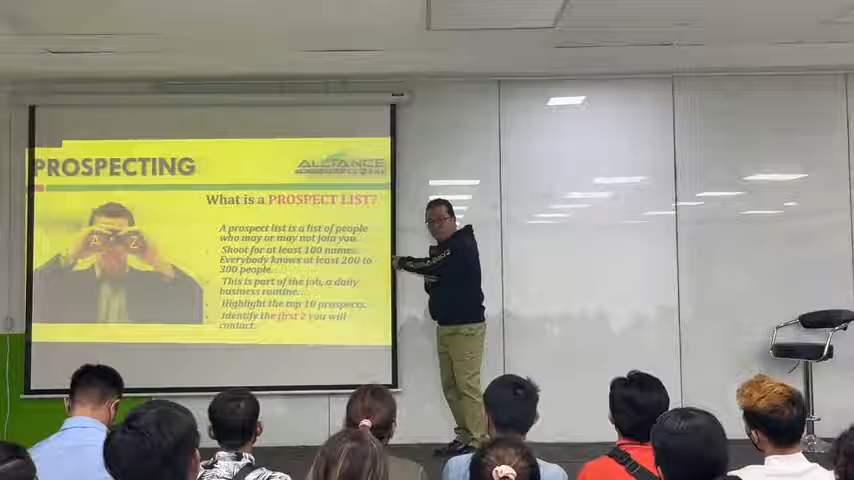 PROSPECTING
ALLIANCE
What is a PROSPECT LIST?
A prospect list is a list of people
who may or may not join you.
Shoot for at least 100 names.
Everybody knows at least 200 to
300 people.
This is part of the job, a daily
business routine.
Highlight the top 10 prospects.
Identify the first 2 you will
contact.
A Z